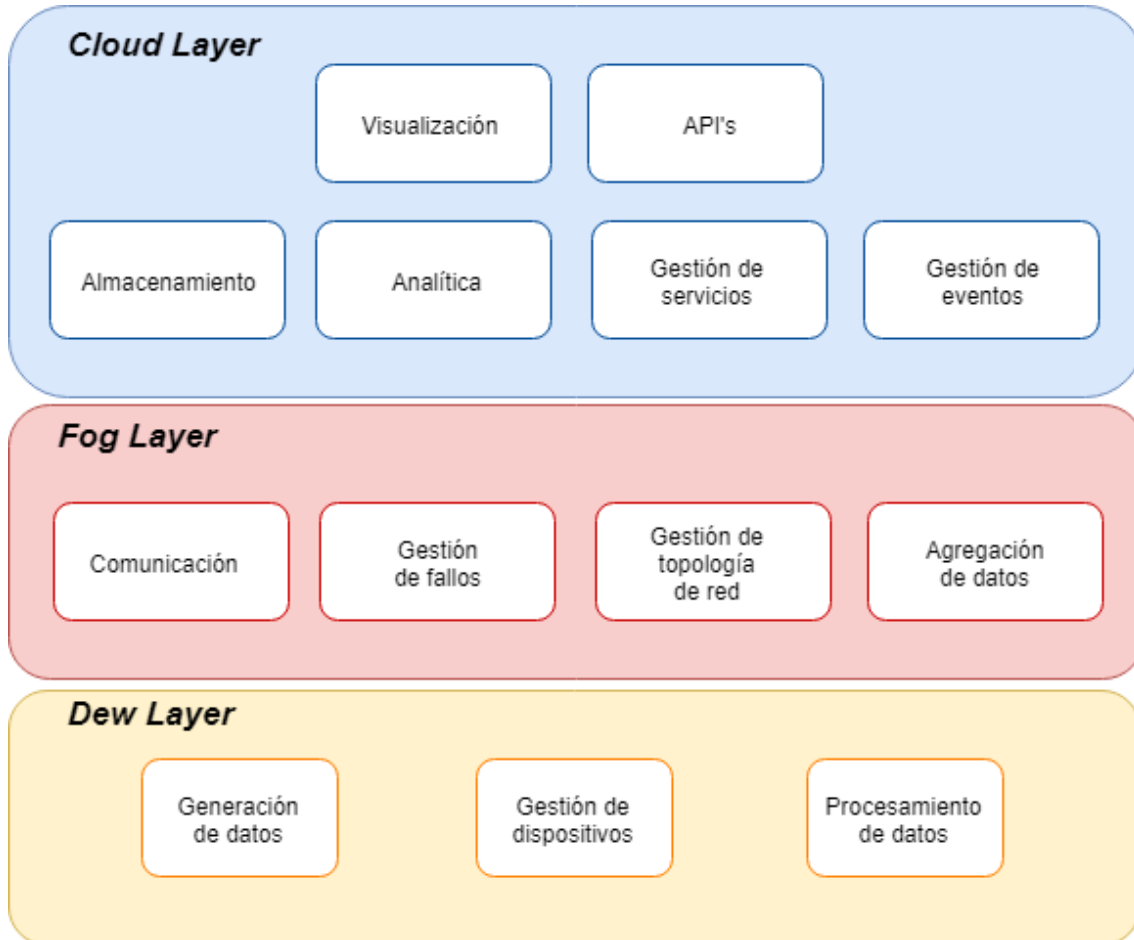 Cloud Layer
Visualización
API's
Almacenamiento
Analítica
Gestión de
servicios
Gestión de
eventos
Fog Layer
Comunicación
Gestión
de fallos
Gestión de
topología
de red
Agregación
de datos
Dew Layer
Generación
de datos
Gestión de
dispositivos
Procesamiento
de datos